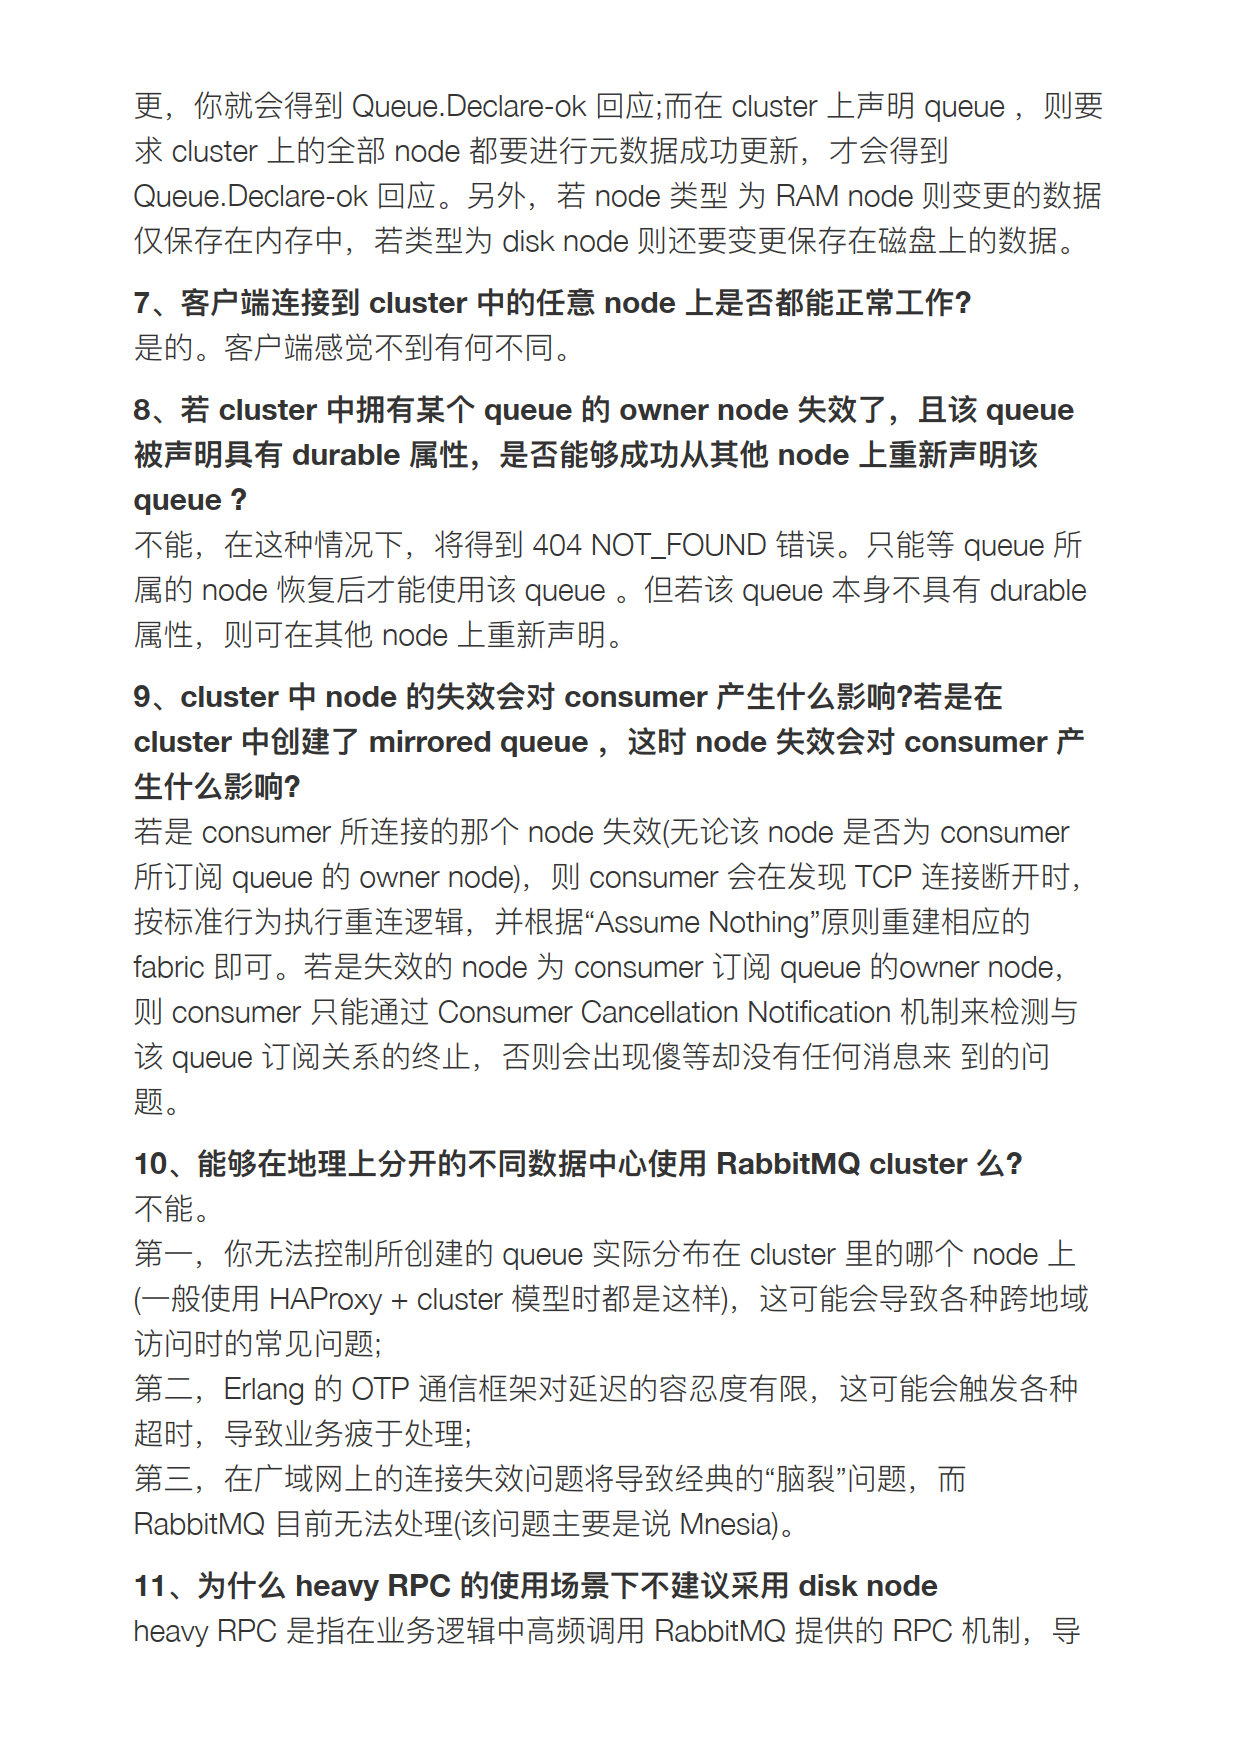 更，你就会得到 Queue.Declare-ok 回应;而在 cluster 上声明 queue ，则要
求 cluster 上的全部 node 都要进行元数据成功更新，才会得到
Queue.Declare-ok 回应。另外，若 node 类型 为 RAM node 则变更的数据
仅保存在内存中，若类型为 disk node 则还要变更保存在磁盘上的数据。
7、客户端连接到 cluster 中的任意 node 上是否都能正常工作?
是的。客户端感觉不到有何不同。
8、若 cluster 中拥有某个 queue 的 owner node 失效了，且该 queue
被声明具有 durable 属性，是否能够成功从其他 node 上重新声明该
queue ?
不能，在这种情况下，将得到 404 NOT_FOUND 错误。只能等 queue 所
属的 node 恢复后才能使用该 queue 。但若该 queue 本身不具有 durable
属性，则可在其他 node 上重新声明。
9、cluster 中 node 的失效会对 consumer 产生什么影响?若是在
cluster 中创建了 mirrored queue ，这时 node 失效会对 consumer 产
生什么影响?
若是 consumer 所连接的那个 node 失效(无论该 node 是否为 consumer
所订阅 queue 的 owner node)，则 consumer 会在发现 TCP 连接断开时，
按标准行为执行重连逻辑，并根据“Assume Nothing”原则重建相应的
fabric 即可。若是失效的 node 为 consumer 订阅 queue 的owner node，
则 consumer 只能通过 Consumer Cancellation Notification 机制来检测与
该 queue 订阅关系的终止，否则会出现傻等却没有任何消息来 到的问
题。
10、能够在地理上分开的不同数据中心使用 RabbitMQ cluster 么?
不能。
第一，你无法控制所创建的 queue 实际分布在 cluster 里的哪个 node 上
(一般使用 HAProxy + cluster 模型时都是这样)，这可能会导致各种跨地域
访问时的常见问题;
第二，Erlang 的 OTP 通信框架对延迟的容忍度有限，这可能会触发各种
超时，导致业务疲于处理;
第三，在广域网上的连接失效问题将导致经典的“脑裂”问题，而
RabbitMQ 目前无法处理(该问题主要是说 Mnesia)。
11、为什么 heavy RPC 的使用场景下不建议采用 disk node
heavy RPC 是指在业务逻辑中高频调用 RabbitMQ 提供的 RPC 机制，导